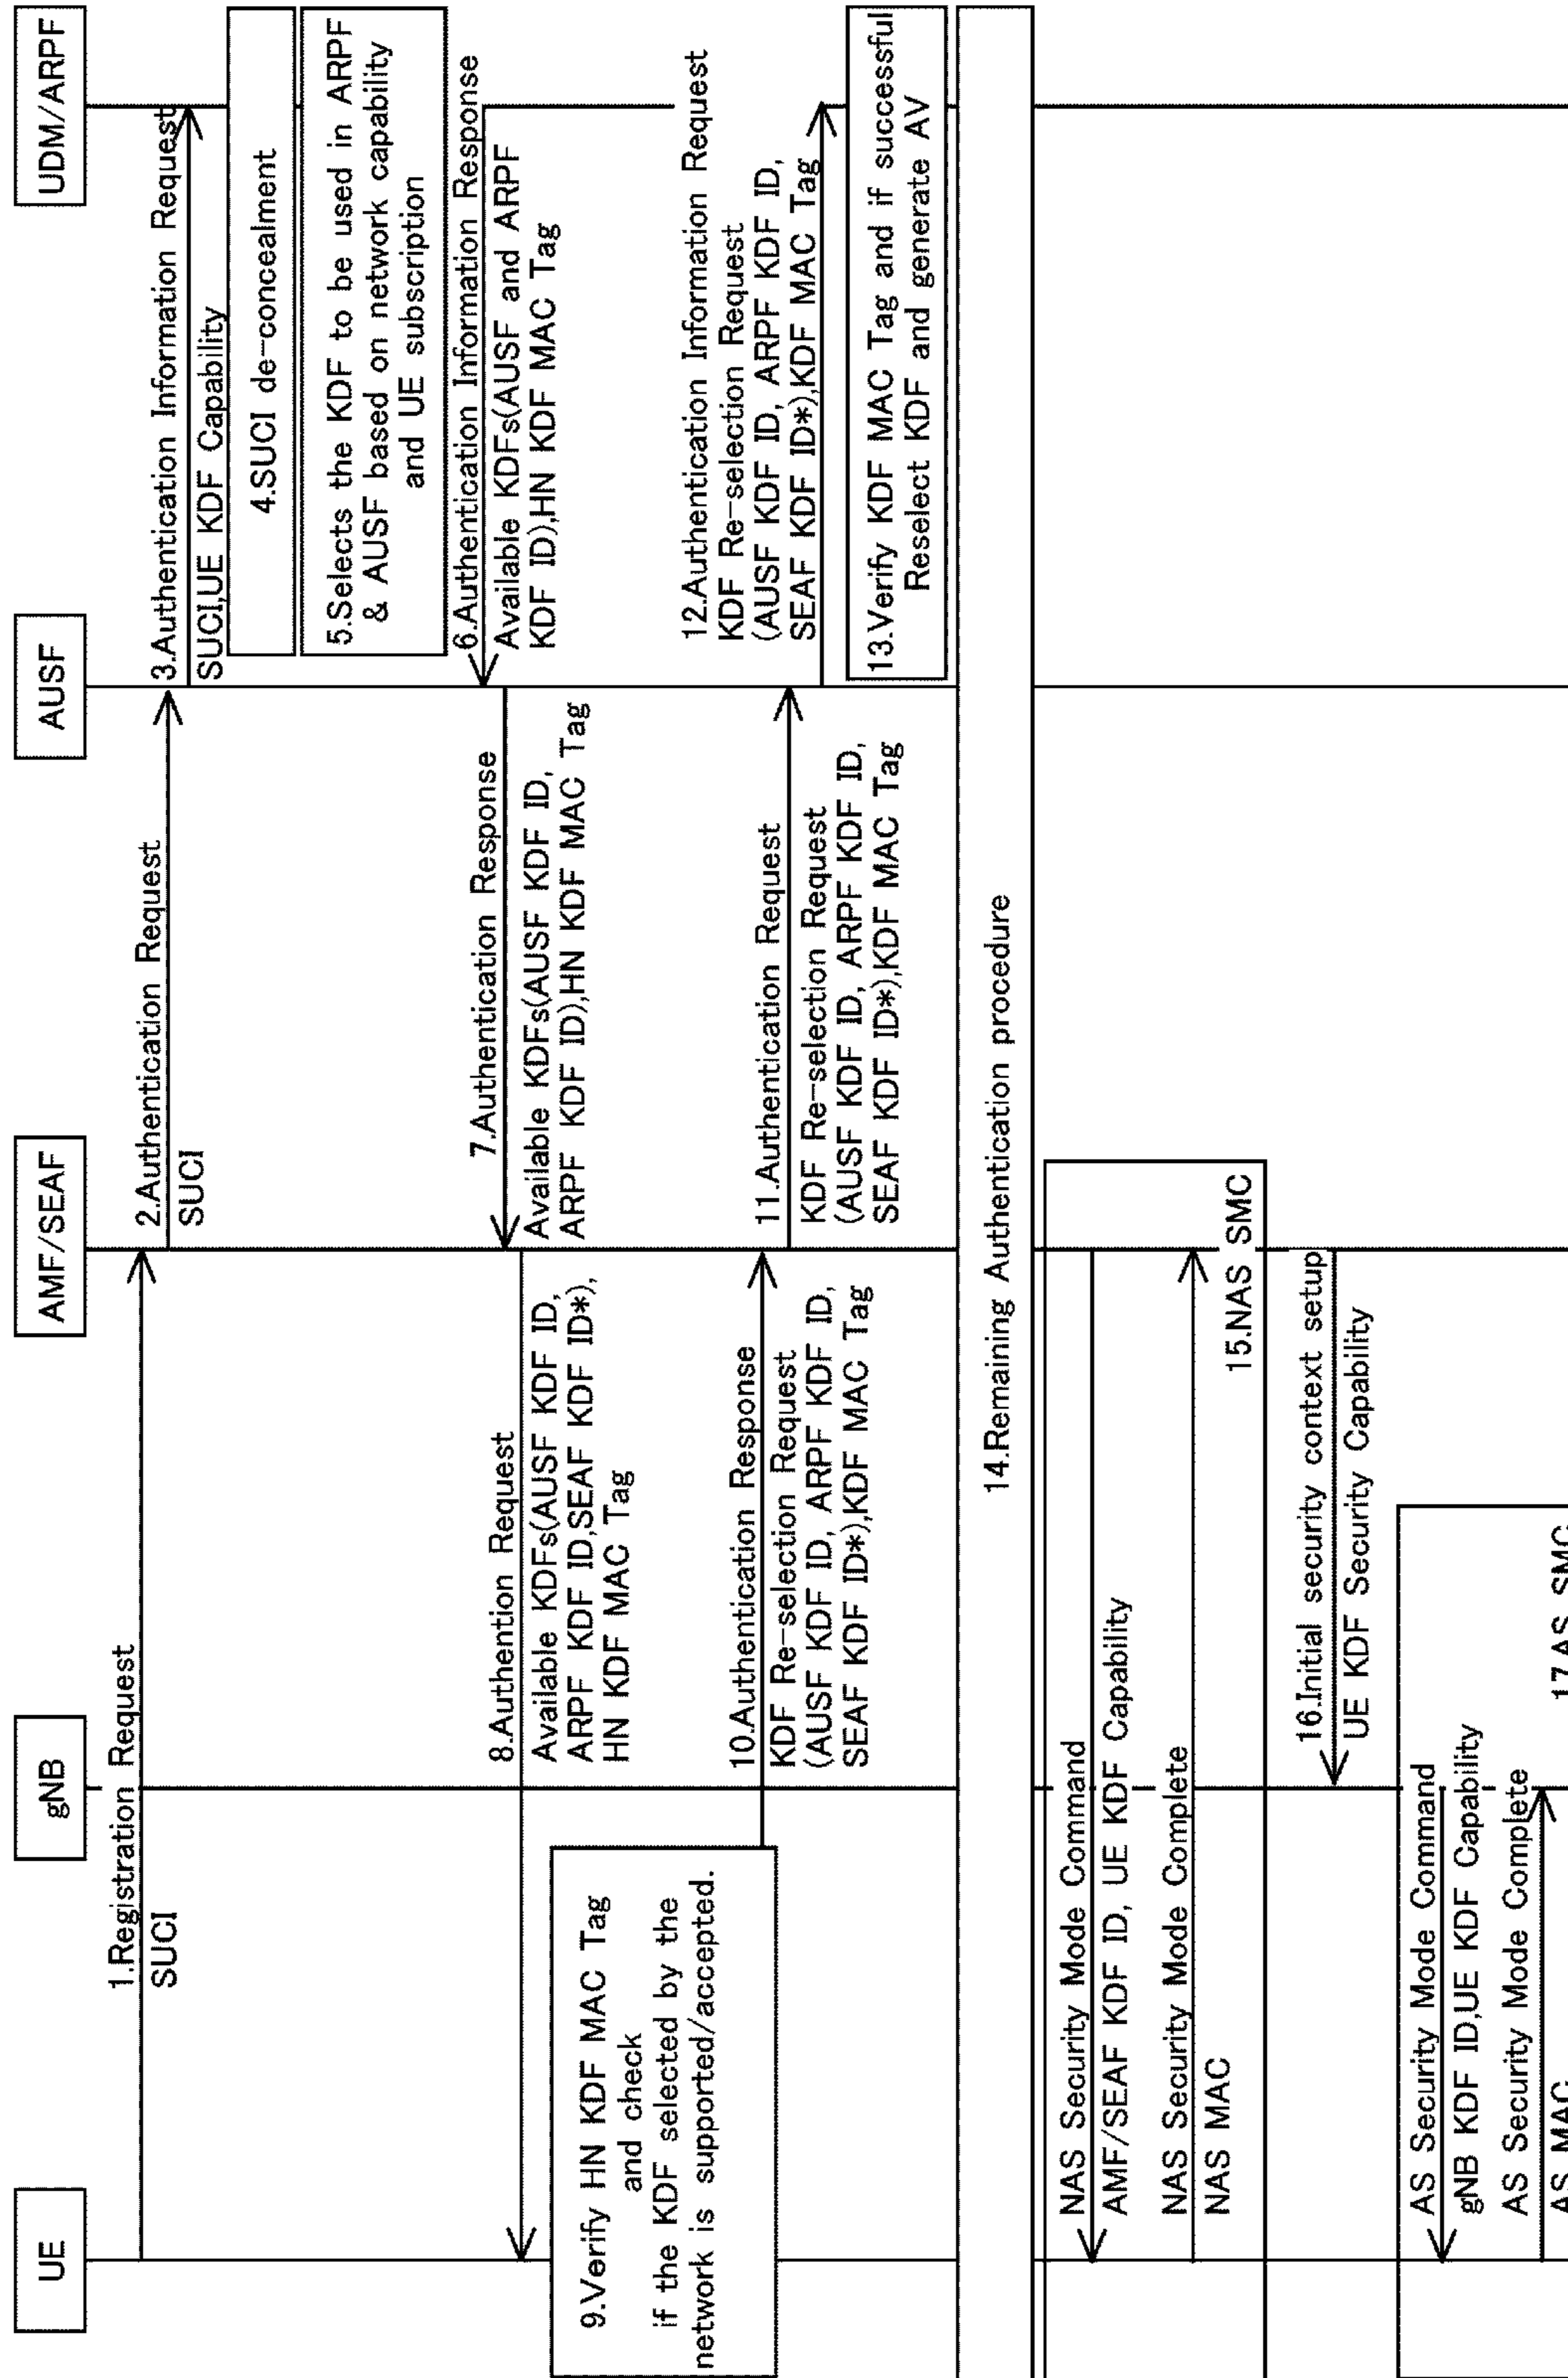 UE
gNB
AMF/SEAF
AUSF
UDM/ARPF
1.Registration Request
SUCI
2.Authentication Request
SUCI
3.Authentication Information Request
SUCI,UE KDF Capability
4.SUCI de-concealment
5.Selects the KDF to be used in ARPF
& AUSF based on network capability
and UE subscription
6.Authentication Information Response
Available KDFs(AUSF and ARPF
KDF ID),HN KDF MAC Tag
7.Authentication Response
Available KDFs(AUSF KDF ID,
ARPF KDF ID),HN KDF MAC Tag
8.Authention Request
Available KDFs(AUSF KDF ID,
ARPF KDF ID,SEAF KDF ID*),
HN KDF MAC Tag
9.Verify HN KDF MAC Tag
and check
if the KDF selected by the
network is supported/accepted.
10.Authentication Response
KDF Re-selection Request
(AUSF KDF ID, ARPF KDF ID,
SEAF KDF ID*),KDF MAC Tag
11.Authentication Request
KDF Re-selection Request
(AUSF KDF ID, ARPF KDF ID,
SEAF KDF ID*),KDF MAC Tag
12.Authentication Information Request
KDF Re-selection Request
(AUSF KDF ID, ARPF KDF ID,
SEAF KDF ID*),KDF MAC Tag
13.Verify KDF MAC Tag and if successful
Reselect KDF and generate AV
14.Remaining Authentication procedure
NAS Security Mode Command
AMF/SEAF KDF ID, UE KDF Capability
NAS Security Mode Complete
NAS MAC
15.NAS SMC
16.Initial security context setup
UE KDF Security Capability
AS Security Mode Command
gNB KDF ID,UE KDF Capability
AS Security Mode Complete
AS MAC
17.AS SMC